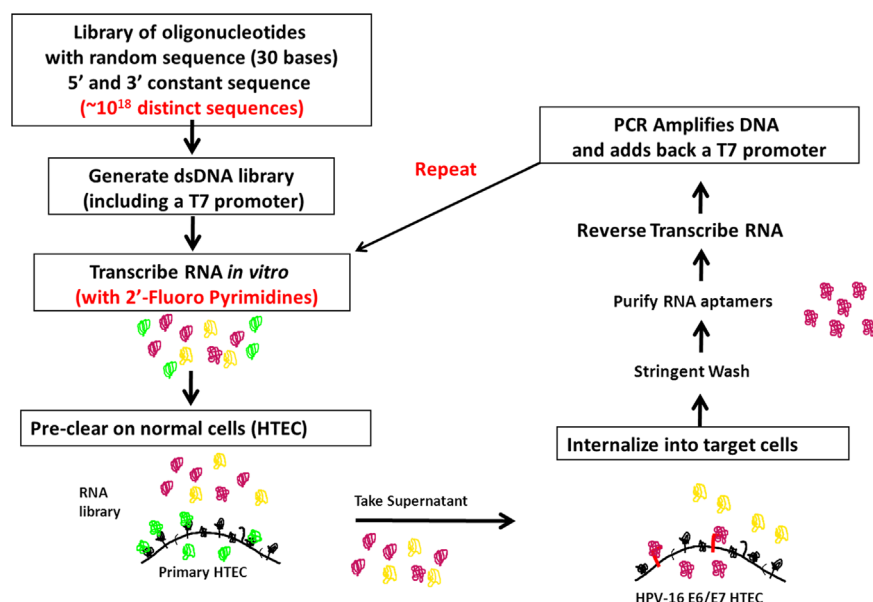 Library of oligonucleotides
with random sequence (30 bases)
5’ and 3’ constant sequence
(~10¹⁸ distinct sequences)
Generate dsDNA library
(including a T7 promoter)
Transcribe RNA in vitro
(with 2’-Fluoro Pyrimidines)
Pre-clear on normal cells (HTEC)
RNA
library
Primary HTEC
Take Supernatant
HPV-16 E6/E7 HTEC
Internalize into target cells
Stringent Wash
Purify RNA aptamers
Reverse Transcribe RNA
PCR Amplifies DNA
and adds back a T7 promoter
Repeat